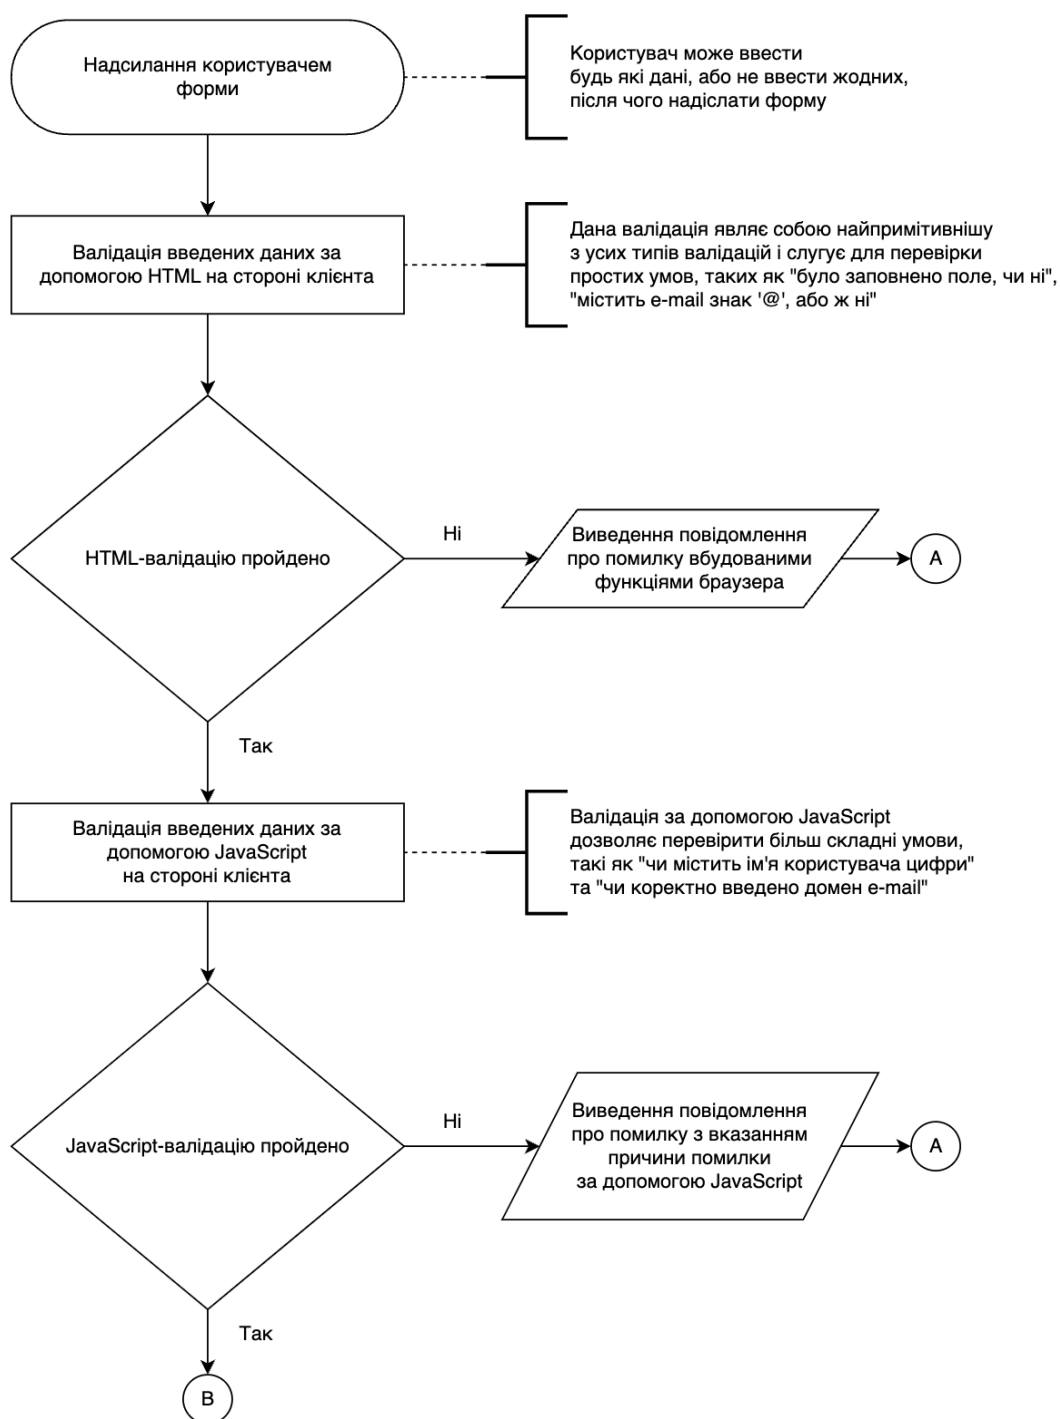 Надсилання користувачем
форми
Користувач може ввести
будь які дані, або не ввести жодних,
після чого надіслати форму
Валідація введених даних за
допомогою HTML на стороні клієнта
Дана валідація являє собою найпримітивнішу
з усих типів валідацій і слугує для перевірки
простих умов, таких як "було заповнено поле, чи ні",
"містить e-mail знак '@', або ж ні"
HTML-валідацію пройдено
Ні
Виведення повідомлення
про помилку вбудованими
функціями браузера
A
Так
Валідація введених даних за
допомогою JavaScript
на стороні клієнта
Валідація за допомогою JavaScript
дозволяє перевірити більш складні умови,
такі як "чи містить ім'я користувача цифри"
та "чи коректно введено домен e-mail"
JavaScript-валідацію пройдено
Ні
Виведення повідомлення
про помилку з вказанням
причини помилки
за допомогою JavaScript
A
Так
B